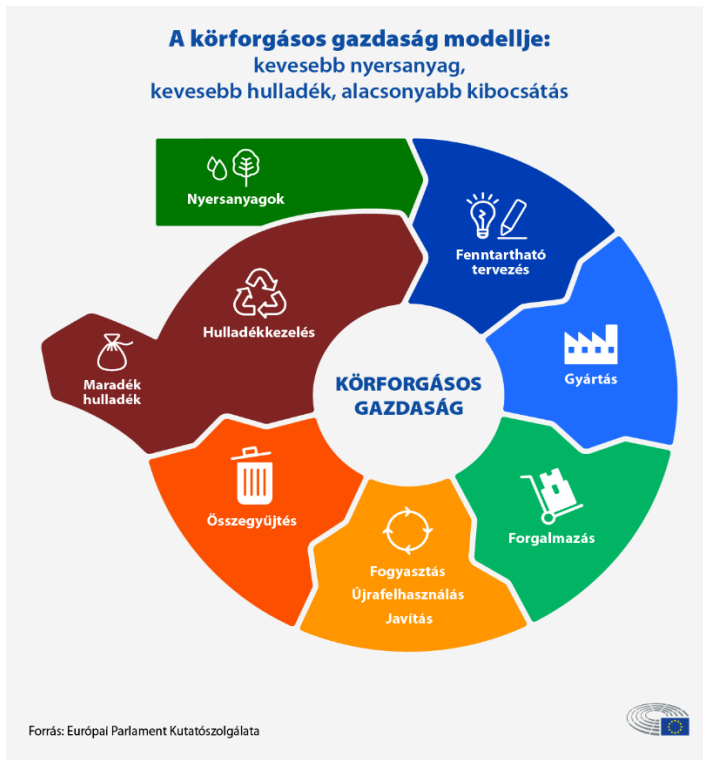 A körforgásos gazdaság modellje:
kevesebb nyersanyag,
kevesebb hulladék, alacsonyabb kibocsátás
Nyersanyagok
Fenntartható
tervezés
Gyártás
Forgalmazás
Fogyasztás
Újrafelhasználás
Javítás
Összegyűjtés
Hulladékkezelés
Maradék
hulladék
KÖRFORGÁSOS
GAZDASÁG
Forrás: Európai Parlament Kutatószolgálata